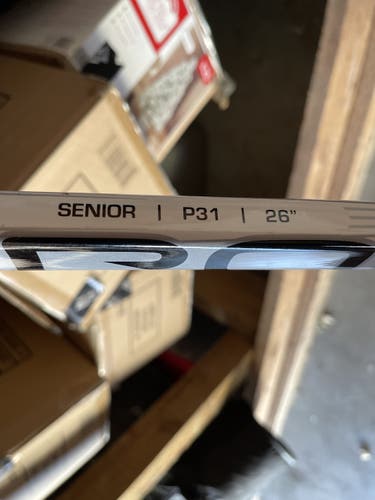 SENIOR | P31 | 26"